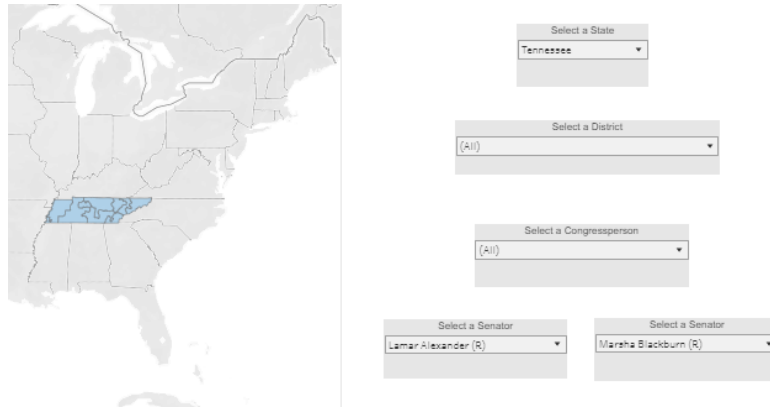 Select a State
Tennessee
Select a District
(All)
Select a Congressperson
(All)
Select a Senator
Lamar Alexander (R)
Select a Senator
Marsha Blackburn (R)